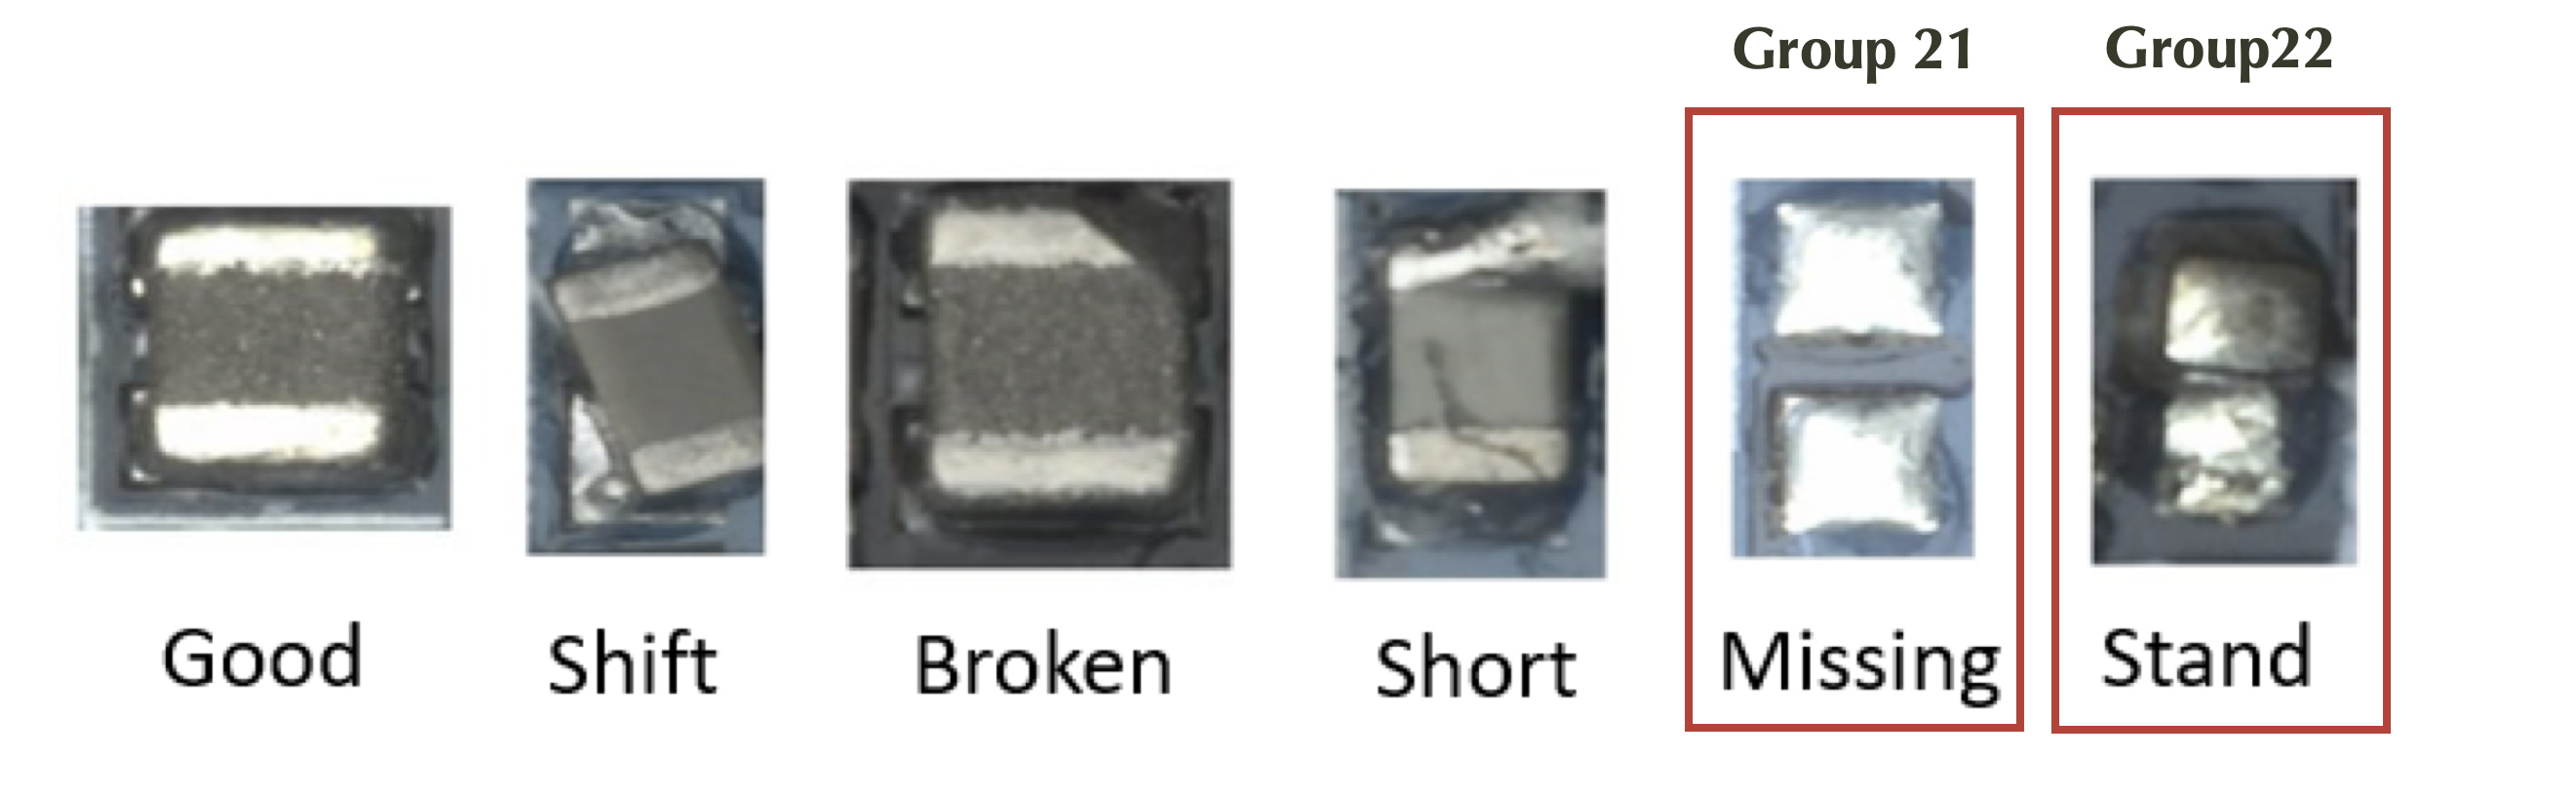 Group 21
Group22
Good
Shift
Broken
Short
Missing
Stand